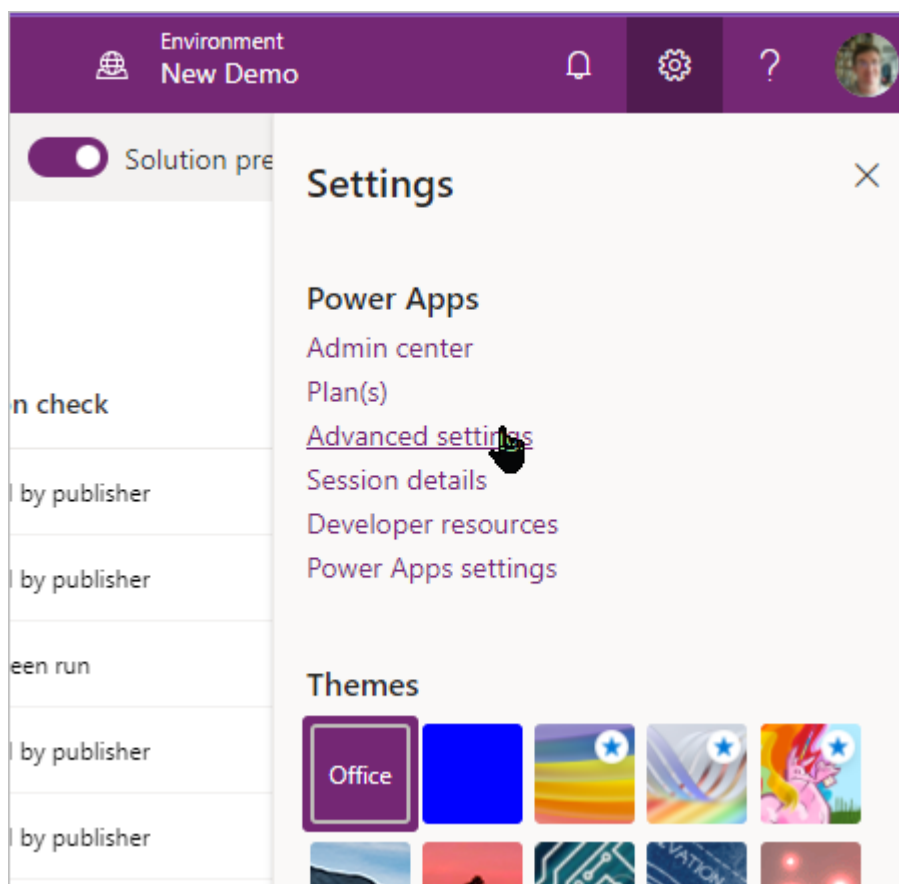 Environment
New Demo
Solution pre
Settings
Power Apps
Admin center
Plan(s)
n check
Advanced settings
l by publisher
Session details
Developer resources
l by publisher
Power Apps settings
een run
Themes
l by publisher
Office
l by publisher
VATION